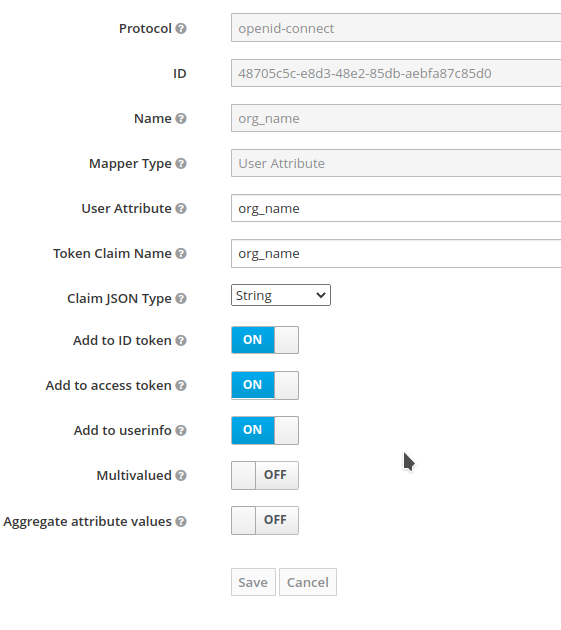 Protocol openid-connect
ID 48705c5c-e8d3-48e2-85db-aebfa87c85d0
Name org_name
Mapper Type User Attribute
User Attribute org_name
Token Claim Name org_name
Claim JSON Type String
Add to ID token ON
Add to access token ON
Add to userinfo ON
Multivalued OFF
Aggregate attribute values OFF
Save Cancel